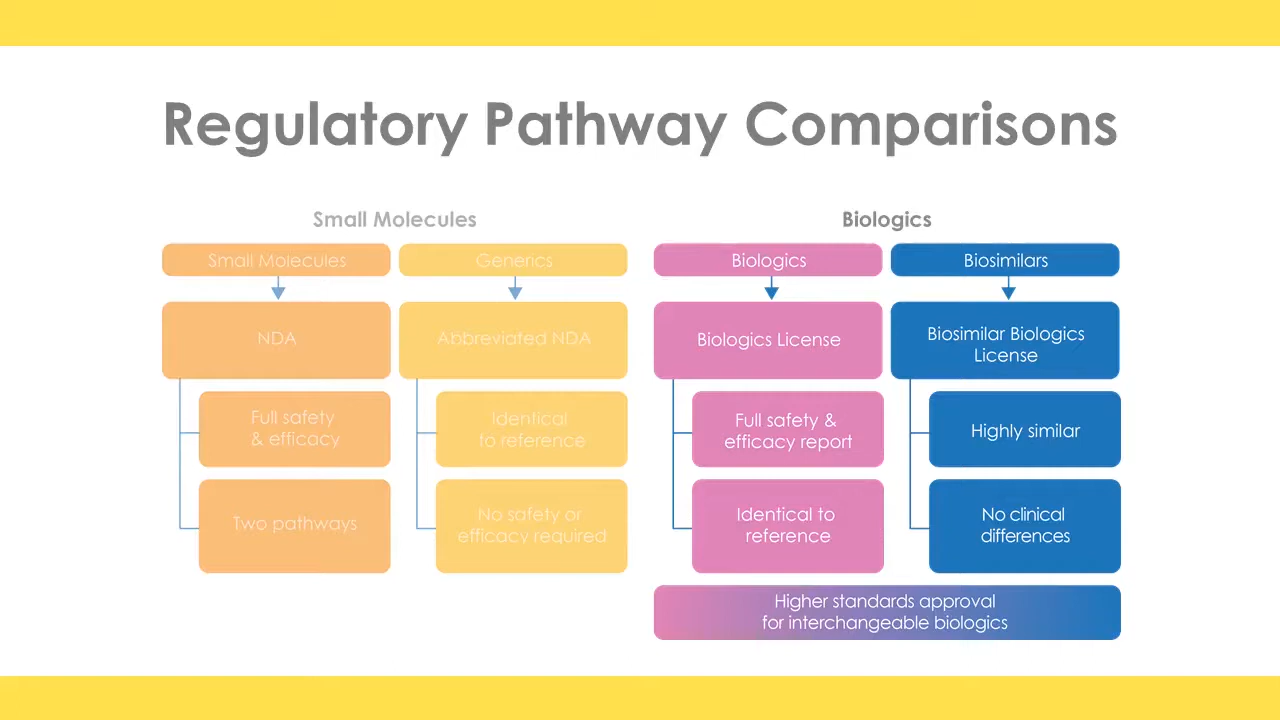 Regulatory Pathway Comparisons
Small Molecules
Small Molecules
Generics
NDA
Abbreviated NDA
Full safety
& efficacy
Identical
to reference
Two pathways
No safety or
efficacy required
Biologics
Biologics
Biosimilars
Biologics License
Biosimilar Biologics
License
Full safety &
efficacy report
Highly similar
Identical to
reference
No clinical
differences
Higher standards approval
for interchangeable biologics